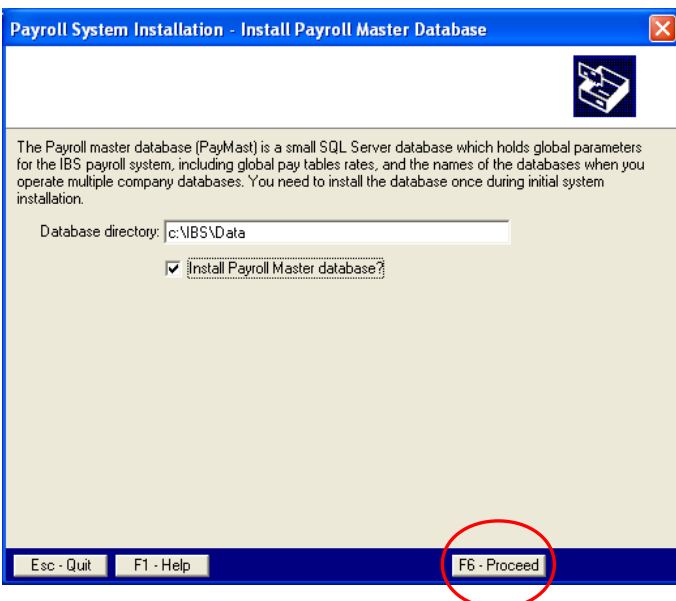 Payroll System Installation - Install Payroll Master Database
The Payroll master database (PayMast) is a small SQL Server database which holds global parameters
for the IBS payroll system, including global pay tables rates, and the names of the databases when you
operate multiple company databases. You need to install the database once during initial system
installation.
Database directory: c:\IBS\Data
Install Payroll Master database?
Esc - Quit F1 - Help F6 - Proceed